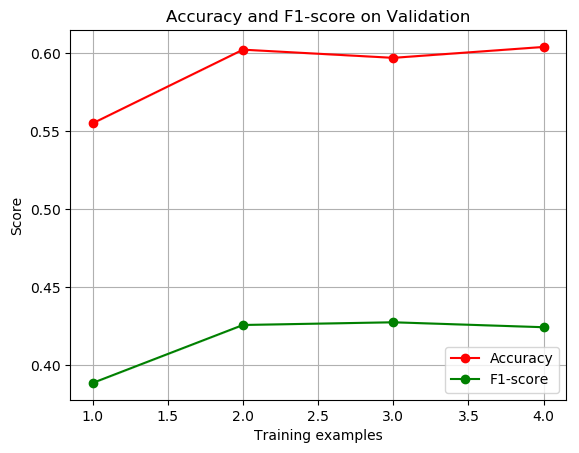 Accuracy and F1-score on Validation
0.60
0.55
0.50
0.45
0.40
Score
Accuracy
F1-score
1.0 1.5 2.0 2.5 3.0 3.5 4.0
Training examples